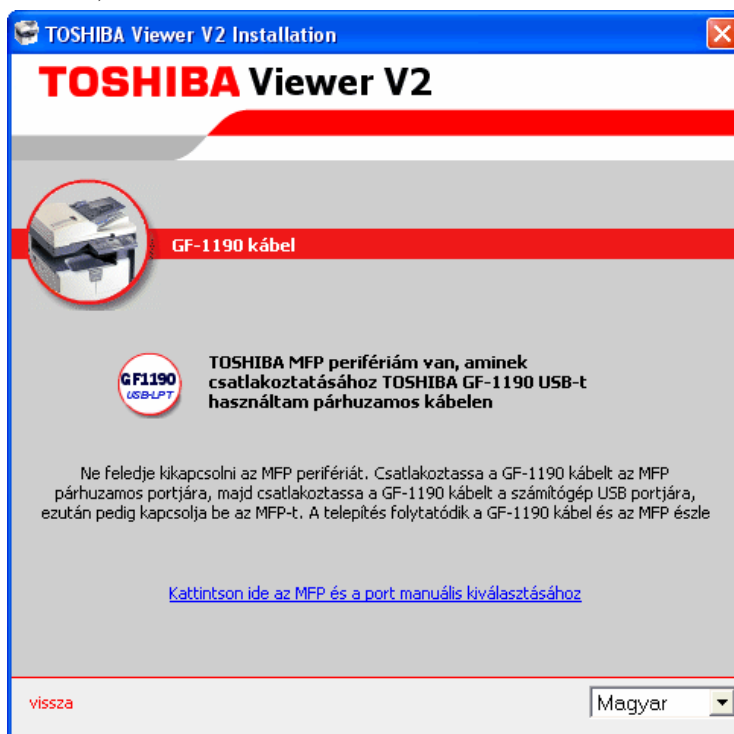 TOSHIBA Viewer V2 Installation
TOSHIBA Viewer V2
GF-1190 kábel
GF1190
USB-LPT
TOSHIBA MFP perifériám van, aminek
csatlakoztatásához TOSHIBA GF-1190 USB-t
használtam párhuzamos kábelen
Ne feledje kikapcsolni az MFP perifériát. Csatlakoztassa a GF-1190 kábelt az MFP
párhuzamos portjára, majd csatlakoztassa a GF-1190 kábelt a számítógép USB portjára,
ezután pedig kapcsolja be az MFP-t. A telepítés folytatódik a GF-1190 kábel és az MFP észle
Kattintson ide az MFP és a port manuális kiválasztásához
vissza
Magyar